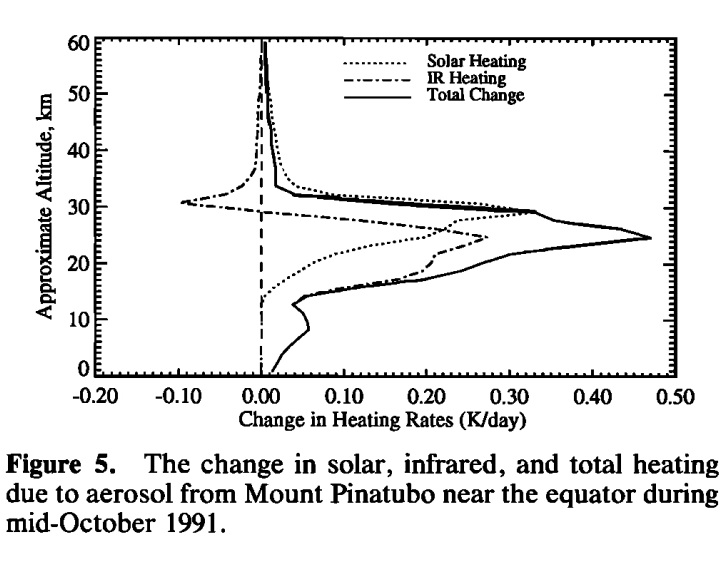 60
50
40
30
20
10
0
Approximate Altitude, km
Solar Heating
IR Heating
Total Change
-0.20 -0.10 0.00 0.10 0.20 0.30 0.40 0.50
Change in Heating Rates (K/day)
Figure 5. The change in solar, infrared, and total heating
due to aerosol from Mount Pinatubo near the equator during
mid-October 1991.